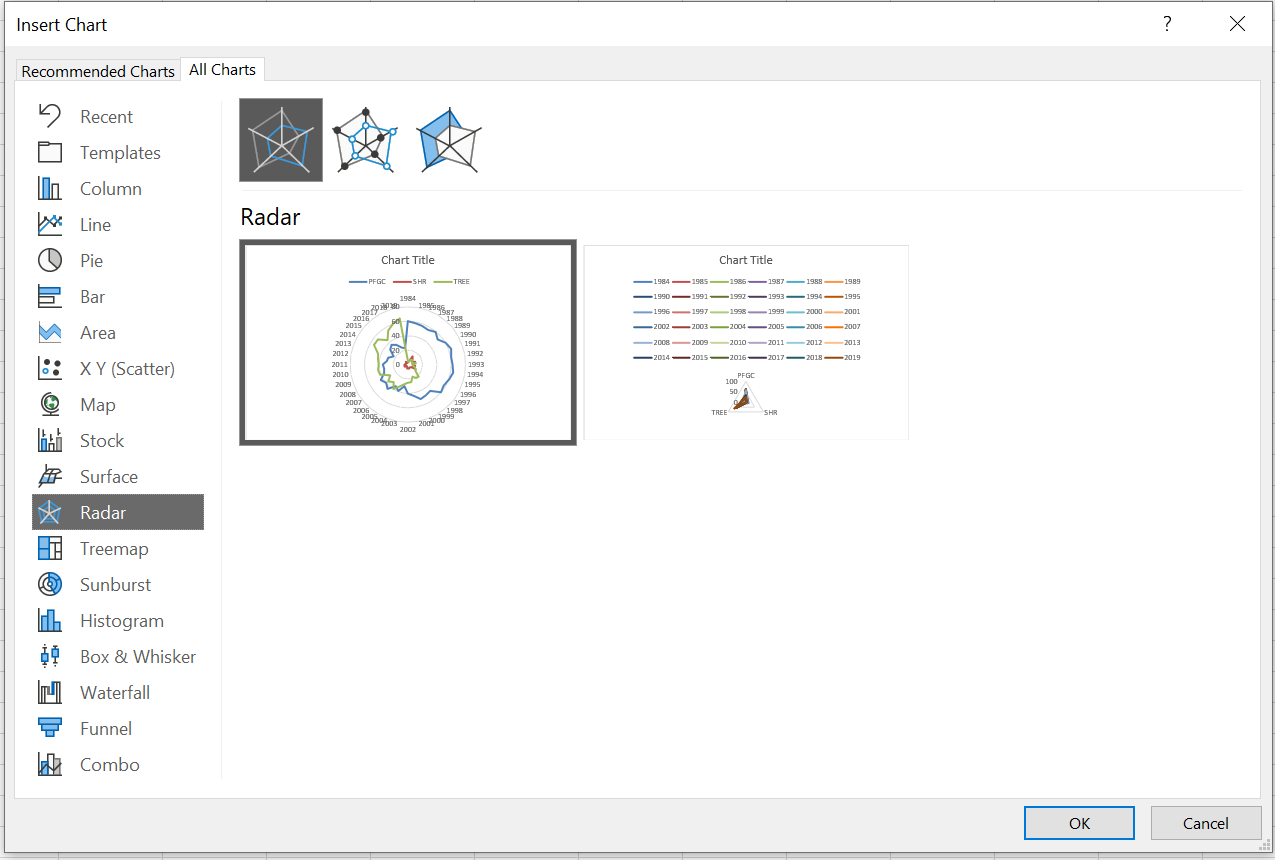 Insert Chart
?
Recommended Charts
All Charts
Recent
Templates
Column
Line
Pie
Bar
Area
X Y (Scatter)
Map
Stock
Surface
Radar
Treemap
Sunburst
Histogram
Box & Whisker
Waterfall
Funnel
Combo
Radar
Chart Title
PFGC SHR TREE
1984
1985
1986
1987
1988
1989
1990
1991
1992
1993
1994
1995
1996
1997
1998
1999
2000
2001
2002
2003
2004
2005
2006
2007
2008
2009
2010
2011
2012
2013
2014
2015
2016
2017
2018
2019
80
60
40
20
0
Chart Title
1984 1985 1986 1987 1988 1989
1990 1991 1992 1993 1994 1995
1996 1997 1998 1999 2000 2001
2002 2003 2004 2005 2006 2007
2008 2009 2010 2011 2012 2013
2014 2015 2016 2017 2018 2019
PFGC
100
50
0
TREE SHR
OK
Cancel